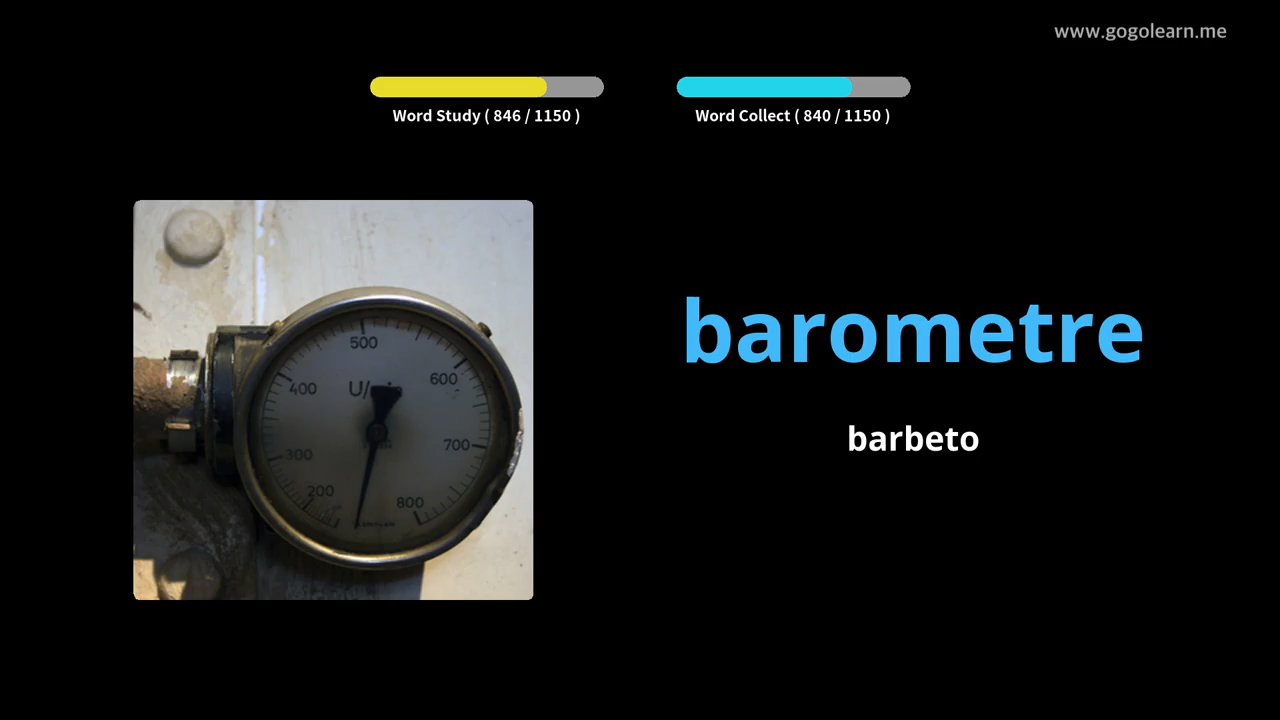 www.gogolearn.me
Word Study ( 846 / 1150 )
Word Collect ( 840 / 1150 )
500
600
400
U/
700
300
200
800
barometre
barbeto